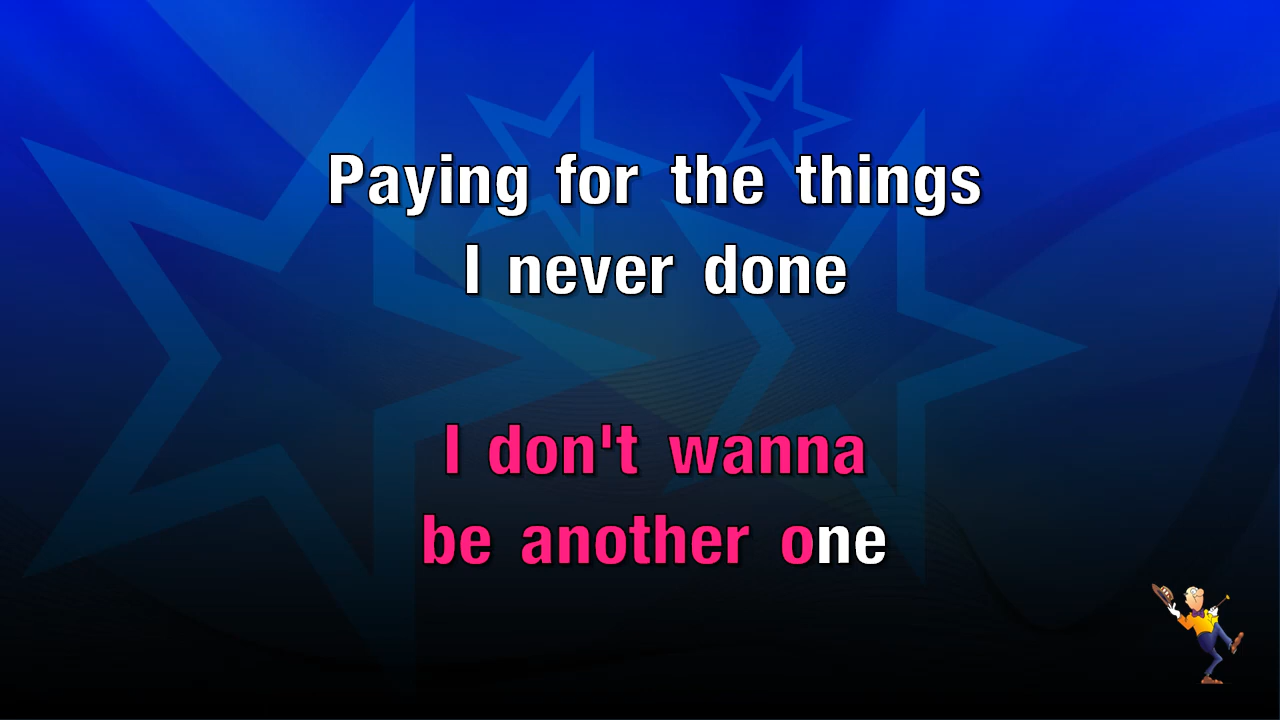 Paying for the things
I never done
I don't wanna
be another one